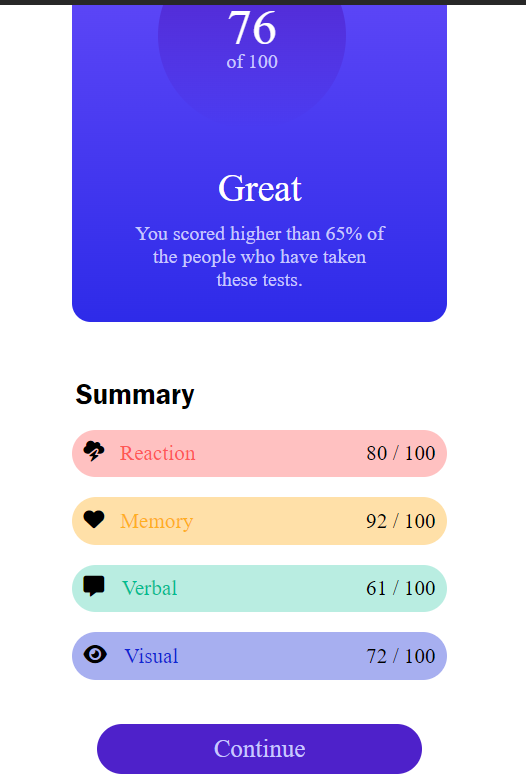 76
of 100
Great
You scored higher than 65% of
the people who have taken
these tests.
Summary
Reaction 80 / 100
Memory 92 / 100
Verbal 61 / 100
Visual 72 / 100
Continue